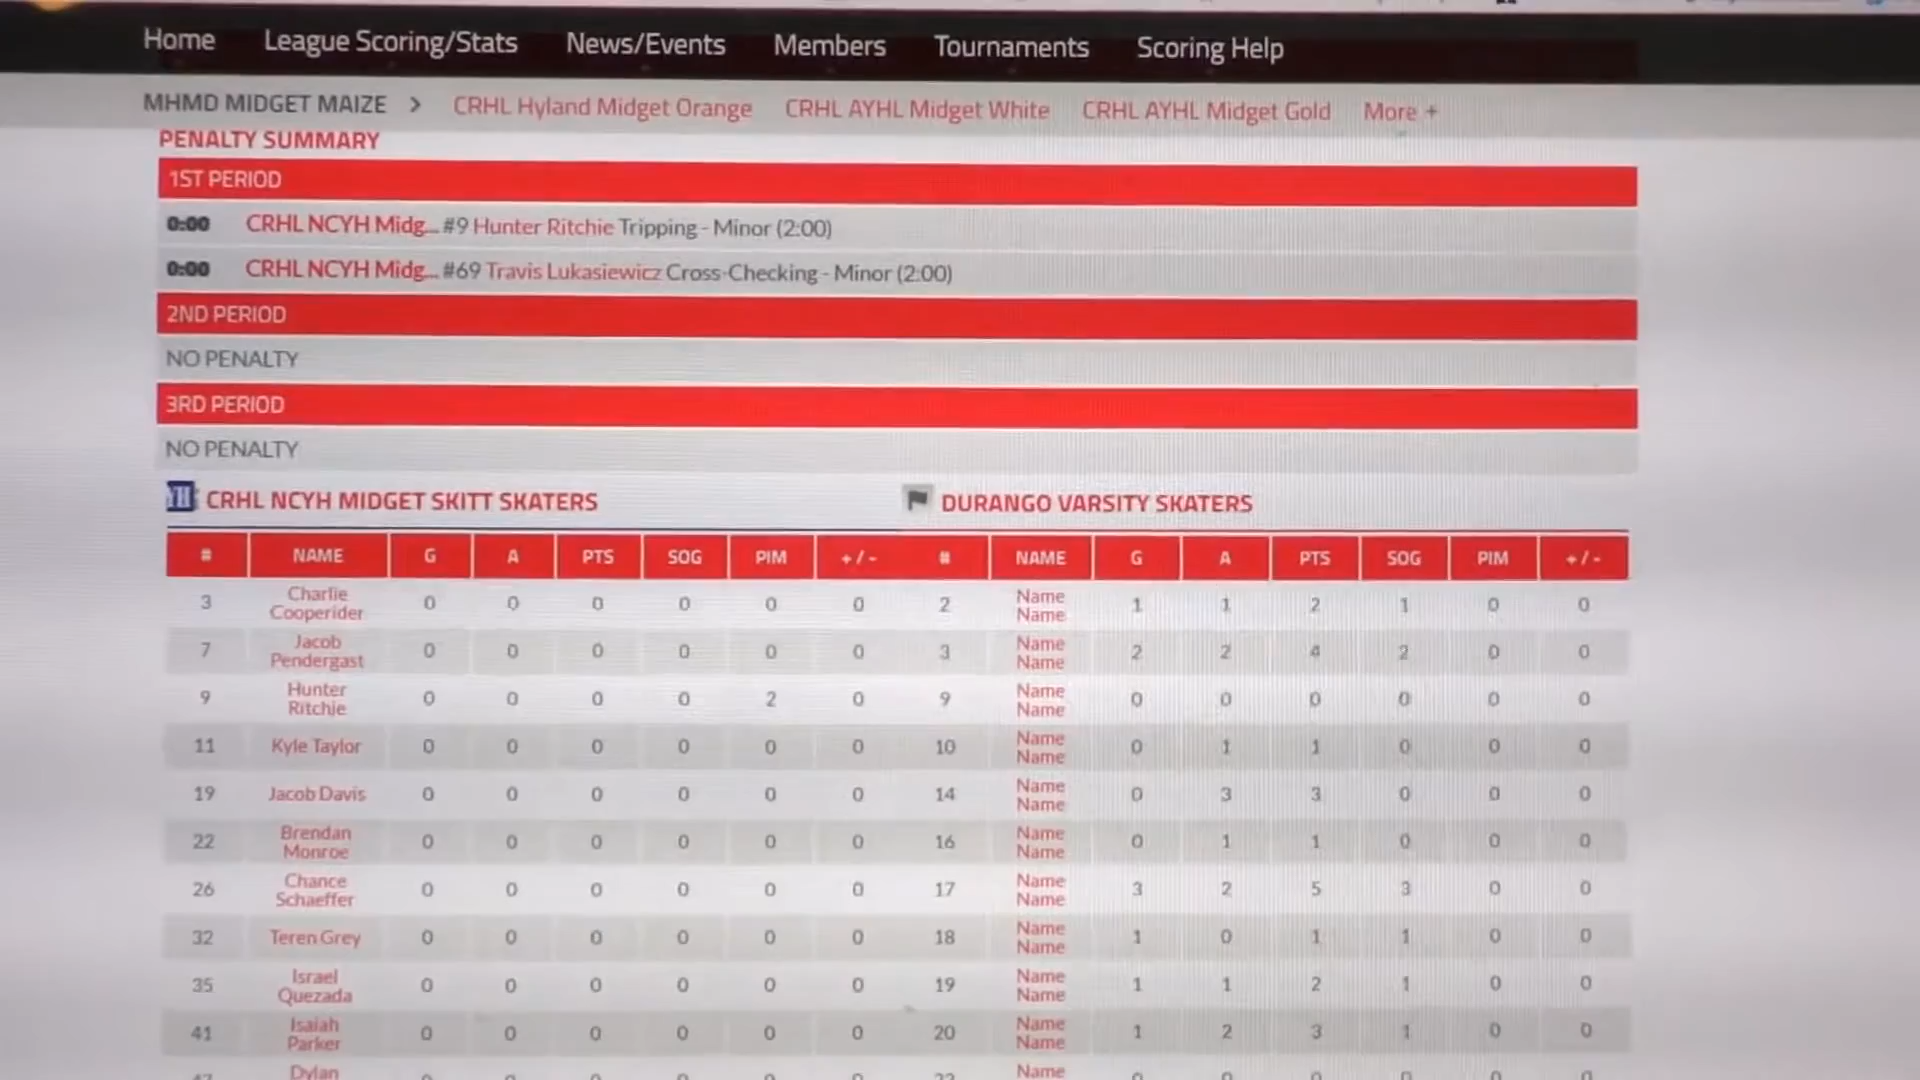 Home League Scoring/Stats News/Events Members Tournaments Scoring Help
MHMD MIDGET MAIZE > CRHL Hyland Midget Orange CRHL AYHL Midget White CRHL AYHL Midget Gold More +
PENALTY SUMMARY
1ST PERIOD
0:00 CRHL NCYH Midg... #9 Hunter Ritchie Tripping - Minor (2:00)
0:00 CRHL NCYH Midg... #69 Travis Lukasiewicz Cross-Checking - Minor (2:00)
2ND PERIOD
NO PENALTY
3RD PERIOD
NO PENALTY
CRHL NCYH MIDGET SKITT SKATERS DURANGO VARSITY SKATERS
# NAME G A PTS SOG PIM +/- # NAME G A PTS SOG PIM +/-
3 Charlie Cooperider 0 0 0 0 0 0 2 Name Name 1 1 2 1 0 0
7 Jacob Pendergast 0 0 0 0 0 0 3 Name Name 2 2 4 2 0 0
9 Hunter Ritchie 0 0 0 0 2 0 9 Name Name 0 0 0 0 0 0
11 Kyle Taylor 0 0 0 0 0 0 10 Name Name 0 1 1 0 0 0
19 Jacob Davis 0 0 0 0 0 0 14 Name Name 0 3 3 0 0 0
22 Brendan Monroe 0 0 0 0 0 0 16 Name Name 0 1 1 0 0 0
26 Chance Schaeffer 0 0 0 0 0 0 17 Name Name 3 2 5 3 0 0
32 Teren Grey 0 0 0 0 0 0 18 Name Name 1 0 1 1 0 0
35 Israel Quezada 0 0 0 0 0 0 19 Name Name 1 1 2 1 0 0
41 Isaiah Parker 0 0 0 0 0 0 20 Name Name 1 2 3 1 0 0
Dylan Name